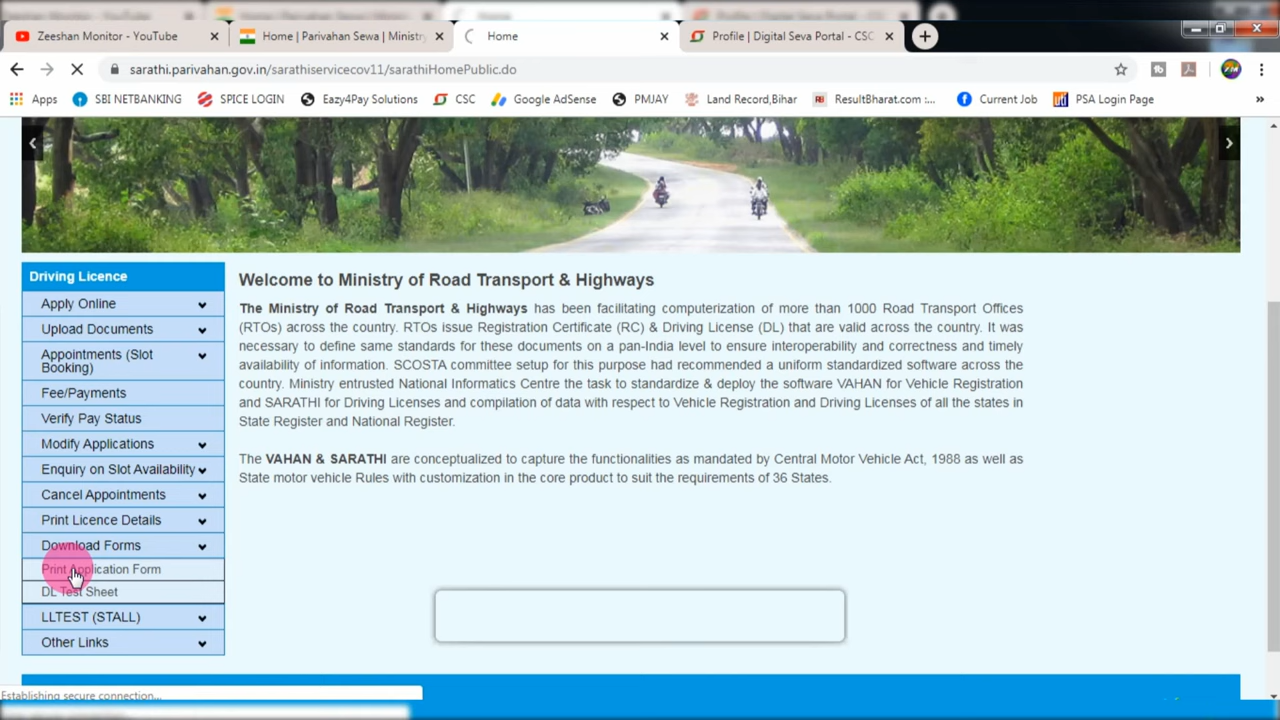 Zeeshan Monitor - YouTube
Home | Parivahan Sewa | Ministry
Home
Profile | Digital Seva Portal - CSC
sarathi.parivahan.gov.in/sarathiservicecov11/sarathiHomePublic.do
Apps
SBI NETBANKING
SPICE LOGIN
Eazy4Pay Solutions
CSC
Google AdSense
PMJAY
Land Record,Bihar
ResultBharat.com :...
Current Job
PSA Login Page
»
Driving Licence
Apply Online
Upload Documents
Appointments (Slot
Booking)
Fee/Payments
Verify Pay Status
Modify Applications
Enquiry on Slot Availability
Cancel Appointments
Print Licence Details
Download Forms
Print Application Form
DL Test Sheet
LLTEST (STALL)
Other Links
Welcome to Ministry of Road Transport & Highways
The Ministry of Road Transport & Highways has been facilitating computerization of more than 1000 Road Transport Offices
(RTOs) across the country. RTOs issue Registration Certificate (RC) & Driving License (DL) that are valid across the country. It was
necessary to define same standards for these documents on a pan-India level to ensure interoperability and correctness and timely
availability of information. SCOSTA committee setup for this purpose had recommended a uniform standardized software across the
country. Ministry entrusted National Informatics Centre the task to standardize & deploy the software VAHAN for Vehicle Registration
and SARATHI for Driving Licenses and compilation of data with respect to Vehicle Registration and Driving Licenses of all the states in
State Register and National Register.
The VAHAN & SARATHI are conceptualized to capture the functionalities as mandated by Central Motor Vehicle Act, 1988 as well as
State motor vehicle Rules with customization in the core product to suit the requirements of 36 States.
Establishing secure connection...